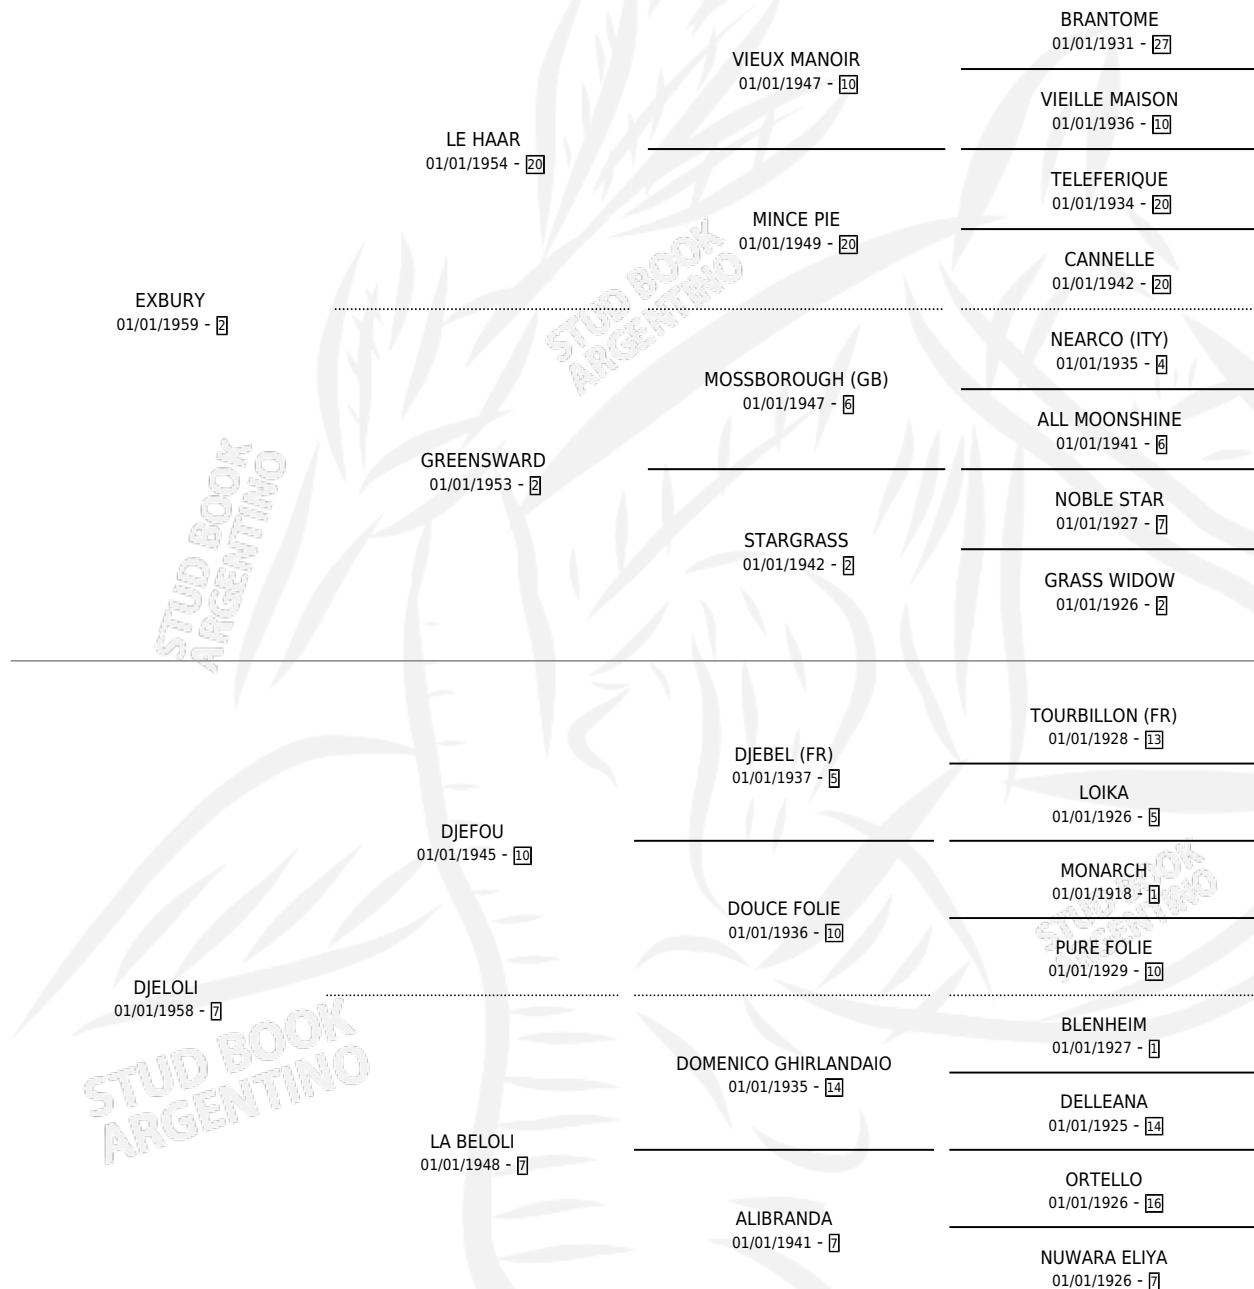 BRANTOME
01/01/1931 - 27
VIEUX MANOIR
01/01/1947 - 10
VIEILLE MAISON
01/01/1936 - 10
LE HAAR
01/01/1954 - 20
TELEFERIQUE
01/01/1934 - 20
MINCE PIE
01/01/1949 - 20
CANNELLE
01/01/1942 - 20
EXBURY
01/01/1959 - 2
NEARCO (ITY)
01/01/1935 - 4
MOSSBOROUGH (GB)
01/01/1947 - 6
ALL MOONSHINE
01/01/1941 - 6
GREENSWARD
01/01/1953 - 2
NOBLE STAR
01/01/1927 - 7
STARGRASS
01/01/1942 - 2
GRASS WIDOW
01/01/1926 - 2
STUD BOOK
ARGENTINO
STUD BOOK
ARGENTINO
TOURBILLON (FR)
01/01/1928 - 13
DJEBEL (FR)
01/01/1937 - 5
LOIKA
01/01/1926 - 5
DJEFOU
01/01/1945 - 10
MONARCH
01/01/1918 - 1
DOUCE FOLIE
01/01/1936 - 10
PURE FOLIE
01/01/1929 - 10
STUD BOOK
ARGENTINO
DJELOLI
01/01/1958 - 7
BLENHEIM
01/01/1927 - 1
DOMENICO GHIRLANDAIO
01/01/1935 - 14
DELLEANA
01/01/1925 - 14
STUD BOOK
ARGENTINO
LA BELOLI
01/01/1948 - 7
ORTELLO
01/01/1926 - 16
ALIBRANDA
01/01/1941 - 7
NUWARA ELIYA
01/01/1926 - 7